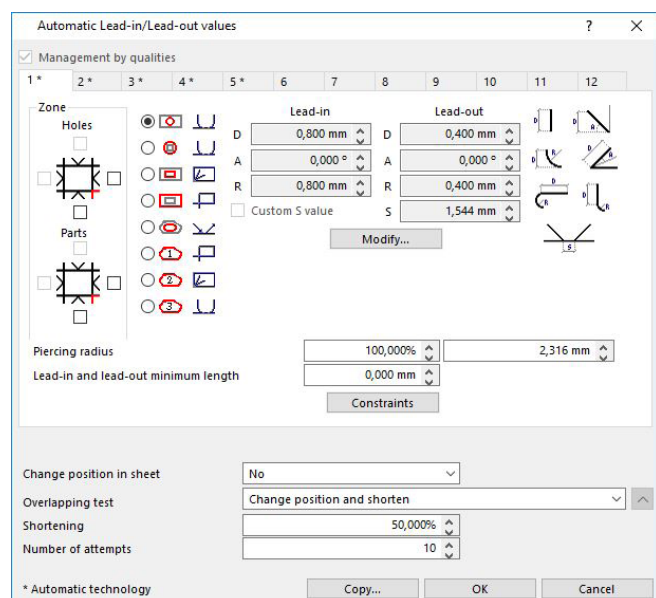 Automatic Lead-in/Lead-out values ?
Management by qualities
1 * 2 * 3 * 4 * 5 * 6 7 8 9 10 11 12
Zone
Holes
Parts
1
2
3
Lead-in Lead-out
D 0,800 mm D 0,400 mm
A 0,000 ° A 0,000 °
R 0,800 mm R 0,400 mm
Custom S value S 1,544 mm
Modify...
D D A
D R D A
D R D R
S
Piercing radius 100,000% 2,316 mm
Lead-in and lead-out minimum length 0,000 mm
Constraints
Change position in sheet No
Overlapping test Change position and shorten
Shortening 50,000%
Number of attempts 10
* Automatic technology Copy... OK Cancel